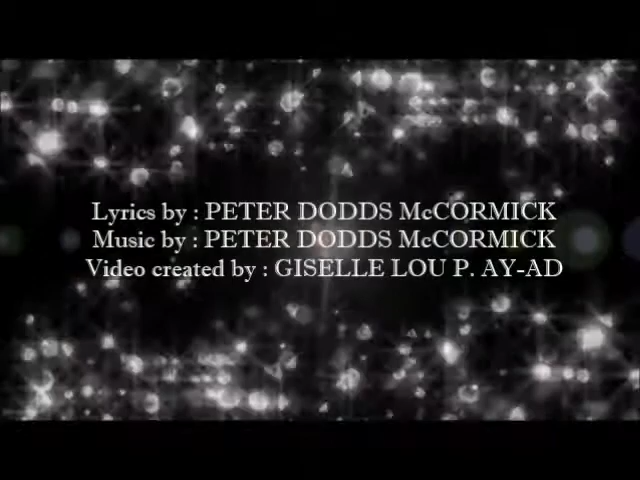 Lyrics by : PETER DODDS McCORMICK
Music by : PETER DODDS McCORMICK
Video created by : GISELLE LOU P. AY-AD